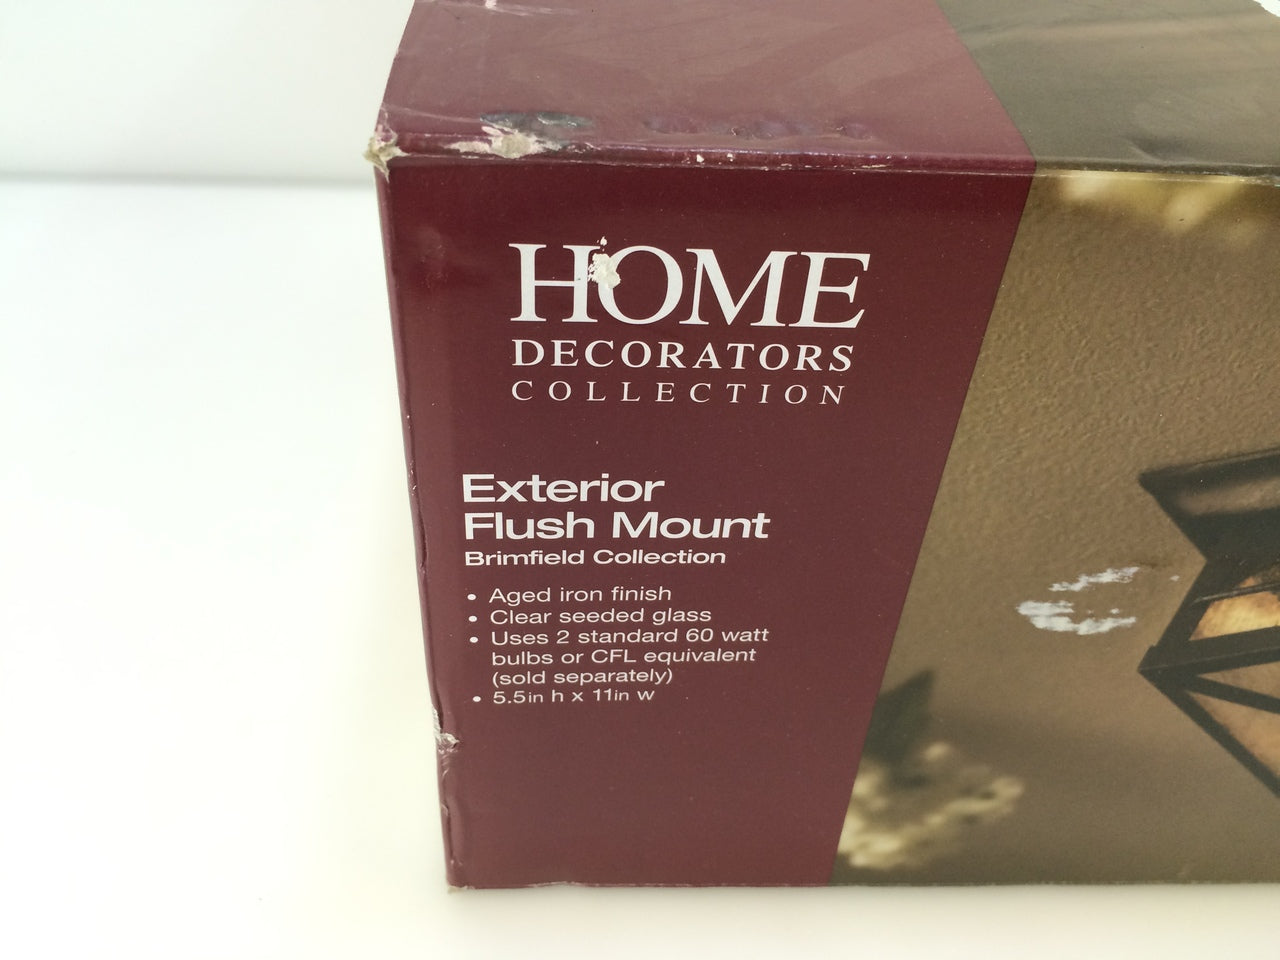 HOME
DECORATORS
COLLECTION
Exterior
Flush Mount
Brimfield Collection
• Aged iron finish
• Clear seeded glass
• Uses 2 standard 60 watt
bulbs or CFL equivalent
(sold separately)
• 5.5in h x 11in w